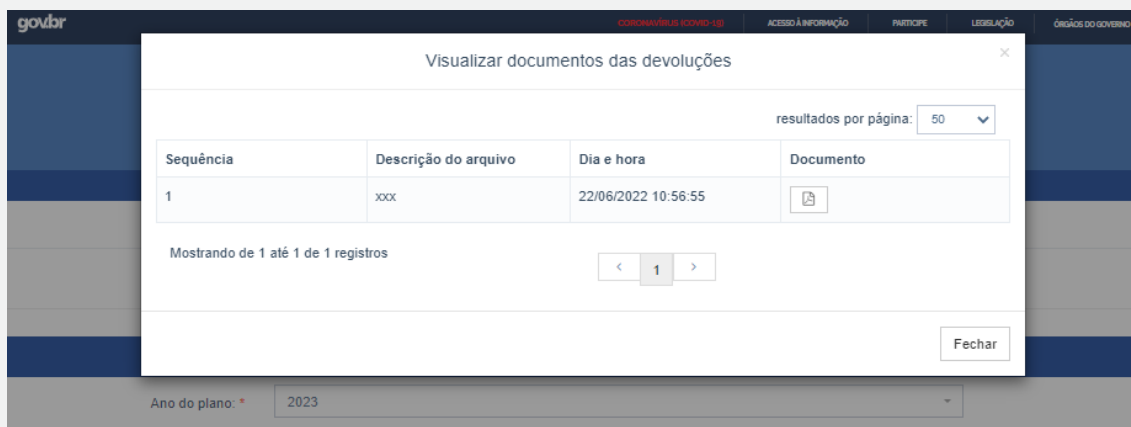 gov.br
CORONAVÍRUS (COVID-19) ACESSO À INFORMAÇÃO PARTICIPE LEGISLAÇÃO ÓRGÃOS DO GOVERNO
Visualizar documentos das devoluções ×
resultados por página: 50
Sequência Descrição do arquivo Dia e hora Documento
1 xxx 22/06/2022 10:56:55
Mostrando de 1 até 1 de 1 registros
< 1 >
Fechar
Ano do plano: * 2023